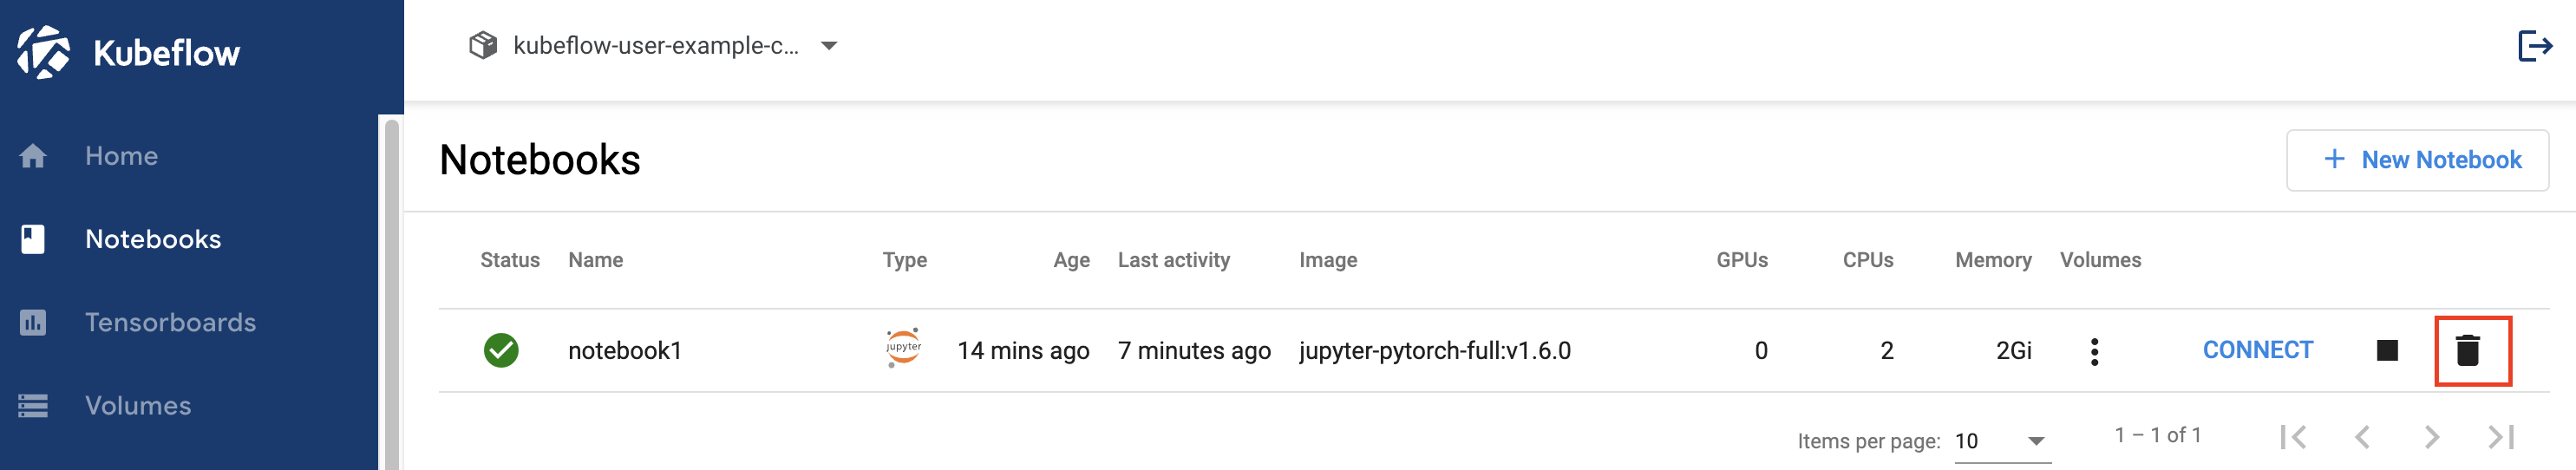 Kubeflow
kubeflow-user-example-c...
Home
Notebooks
Tensorboards
Volumes
Notebooks
New Notebook
Status Name Type Age Last activity Image GPUs CPUs Memory Volumes
notebook1 jupyter 14 mins ago 7 minutes ago jupyter-pytorch-full:v1.6.0 0 2 2Gi CONNECT
Items per page: 10 1 – 1 of 1